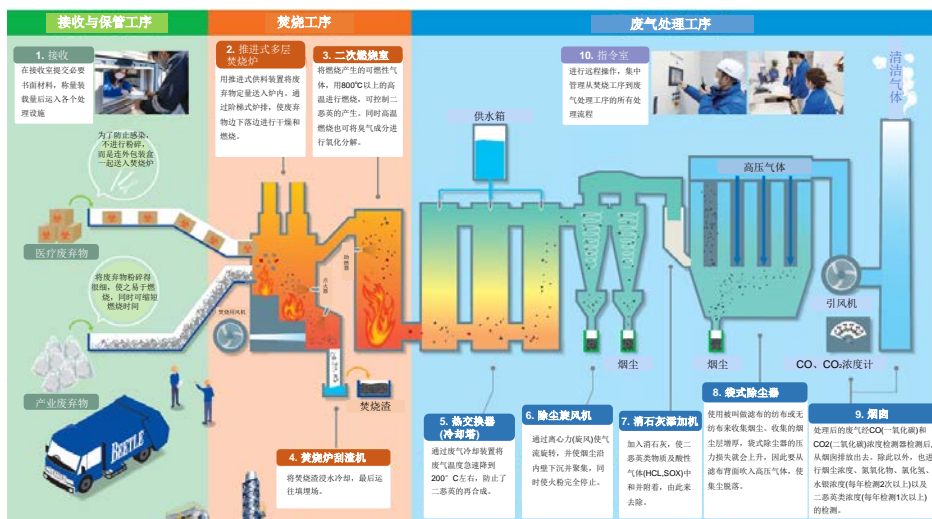 接收与保管工序
焚烧工序
废气处理工序
1. 接收
在接收室提交必要
书面材料，称量装
载量后运入各个处
理设施
2. 推进式多层
焚烧炉
用推进式供料装置将废
弃物定量送入炉内。通
过阶梯式炉排，使废弃
物边下落边进行干燥和
燃烧。
3. 二次燃烧室
将燃烧产生的可燃性气
体，用800℃以上的高
温进行燃烧，可控制二
恶英的产生。同时高温
燃烧也可将臭气成分进
行氧化分解。
10. 指令室
进行远程操作，集中
管理从焚烧工序到废
气处理工序的所有处
理流程
清洁气体
为了防止感染，
不进行粉碎，
而是连外包装盒
一起送入焚烧炉
医疗废弃物
将废弃物粉碎得
很细，使之易于燃
烧，同时可缩短
燃烧时间
产业废弃物
BEETLE
焚烧用风机
点火器
助燃器
焚烧渣
供水箱
高压气体
引风机
烟尘
烟尘
CO、CO₂浓度计
4. 焚烧炉刮渣机
将焚烧渣浸水冷却，最后运
往填埋场。
5. 热交换器
(冷却塔)
通过废气冷却装置将
废气温度急速降到
200°C左右，防止了
二恶英的再合成。
6. 除尘旋风机
通过离心力(旋风)使气
流旋转，并使烟尘沿
内壁下沉并聚集，同
时使火粉完全停止。
7. 清石灰添加机
加入消石灰，使二
恶英类物质及酸性
气体(HCL,SOX)中
和并附着，由此来
去除。
8. 袋式除尘器
使用被叫做滤布的纺布或无
纺布来收集烟尘、收集的烟
尘层增厚，袋式除尘器的压
力损失就会上升，因此要从
滤布背面吹入高压气体，使
集尘脱落。
9. 烟囱
处理后的废气经CO(一氧化碳)和
CO2(二氧化碳)浓度检测器检测后，
从烟囱排放出去。除此以外，也进
行烟尘浓度、氮氧化物、氯化氢、
水银浓度(每年检测2次以上)以及
二恶英类浓度(每年检测1次以上)
的检测。